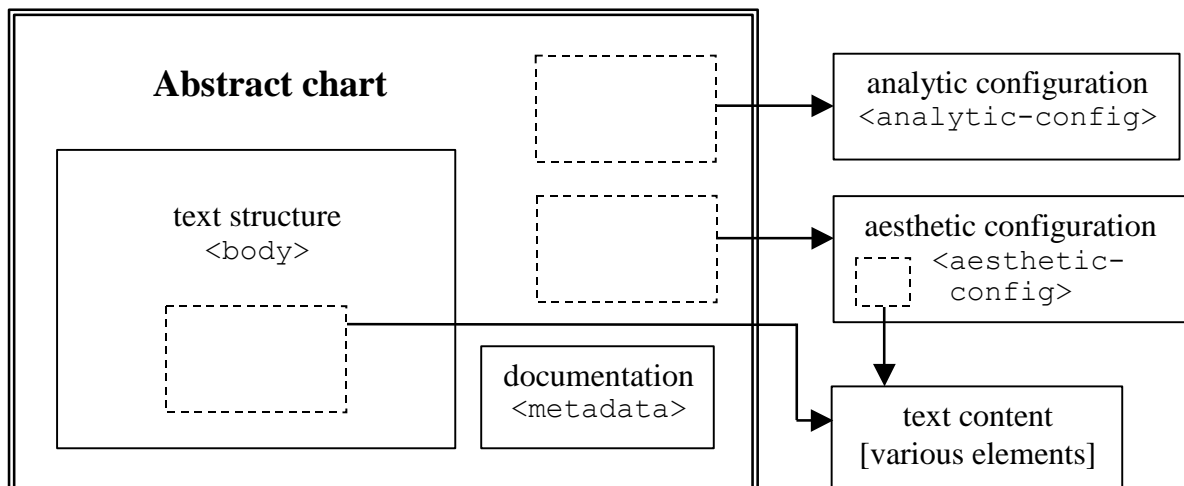 Abstract chart
text structure
<body>
documentation
<metadata>
analytic configuration
<analytic-config>
aesthetic configuration
<aesthetic-
config>
text content
[various elements]